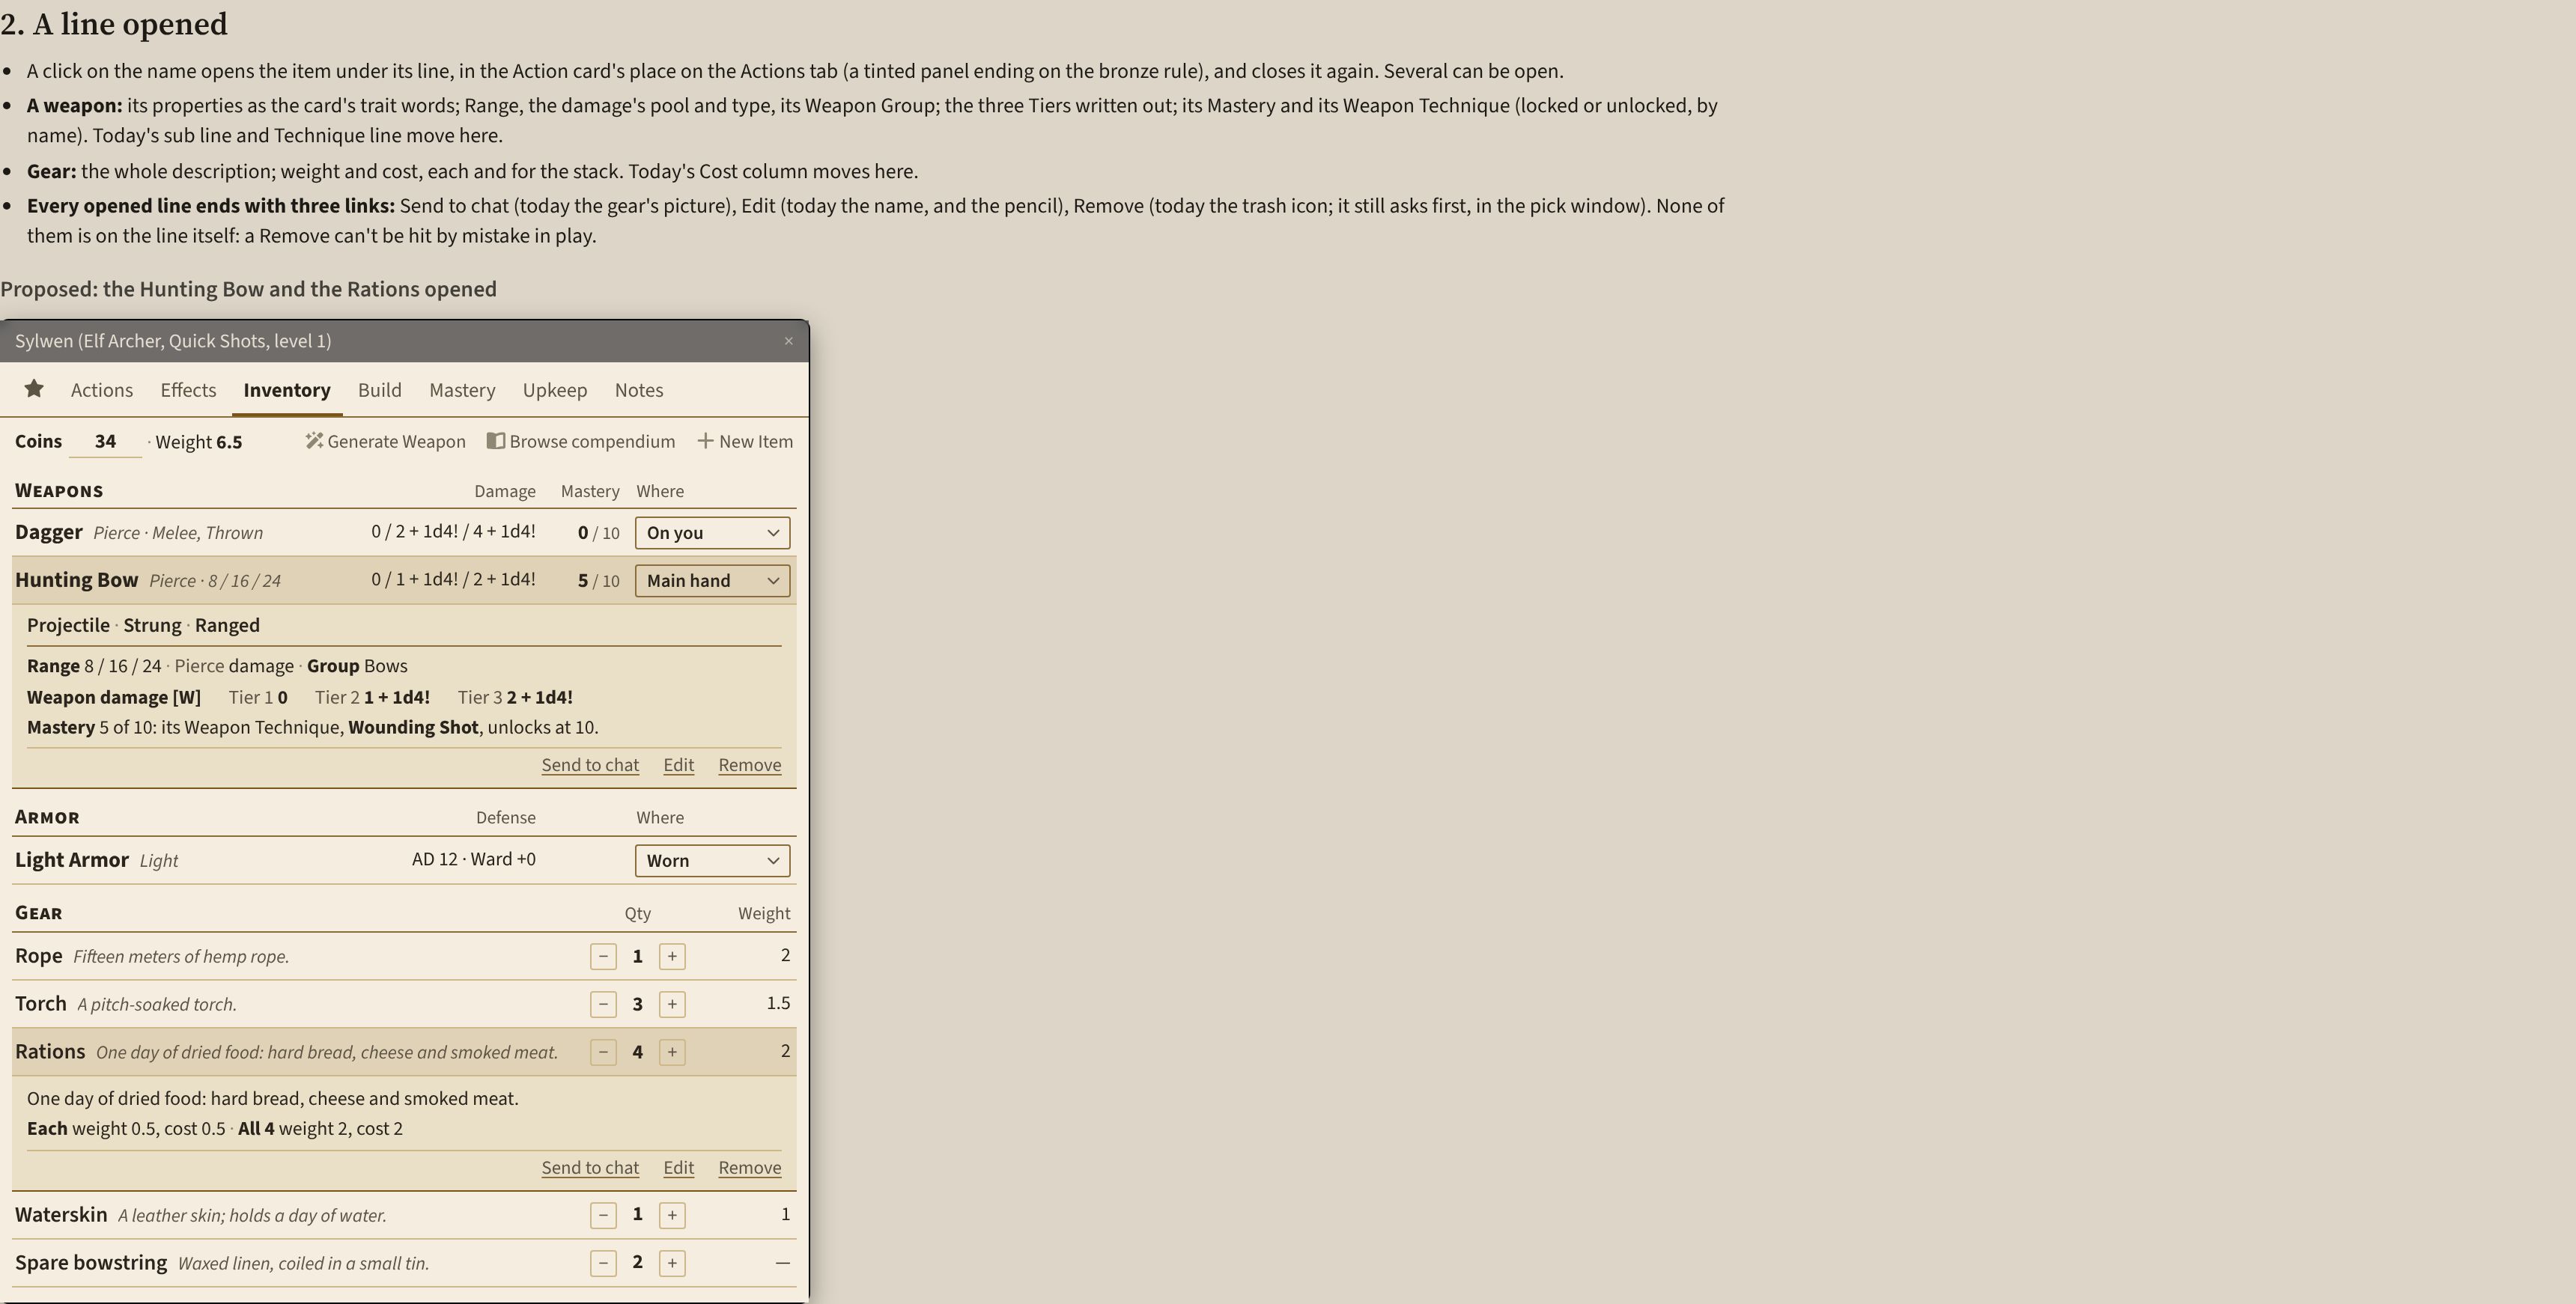 2. A line opened
• A click on the name opens the item under its line, in the Action card's place on the Actions tab (a tinted panel ending on the bronze rule), and closes it again. Several can be open.
• A weapon: its properties as the card's trait words; Range, the damage's pool and type, its Weapon Group; the three Tiers written out; its Mastery and its Weapon Technique (locked or unlocked, by
name). Today's sub line and Technique line move here.
• Gear: the whole description; weight and cost, each and for the stack. Today's Cost column moves here.
• Every opened line ends with three links: Send to chat (today the gear's picture), Edit (today the name, and the pencil), Remove (today the trash icon; it still asks first, in the pick window). None of
them is on the line itself: a Remove can't be hit by mistake in play.
Proposed: the Hunting Bow and the Rations opened
Sylwen (Elf Archer, Quick Shots, level 1) ×
★ Actions Effects Inventory Build Mastery Upkeep Notes
Coins 34 · Weight 6.5 Generate Weapon Browse compendium + New Item
WEAPONS Damage Mastery Where
Dagger Pierce · Melee, Thrown 0 / 2 + 1d4! / 4 + 1d4! 0 / 10 On you
Hunting Bow Pierce · 8 / 16 / 24 0 / 1 + 1d4! / 2 + 1d4! 5 / 10 Main hand
Projectile · Strung · Ranged
Range 8 / 16 / 24 · Pierce damage · Group Bows
Weapon damage [W] Tier 1 0 Tier 2 1 + 1d4! Tier 3 2 + 1d4!
Mastery 5 of 10: its Weapon Technique, Wounding Shot, unlocks at 10.
Send to chat Edit Remove
ARMOR Defense Where
Light Armor Light AD 12 · Ward +0 Worn
GEAR Qty Weight
Rope Fifteen meters of hemp rope. − 1 + 2
Torch A pitch-soaked torch. − 3 + 1.5
Rations One day of dried food: hard bread, cheese and smoked meat. − 4 + 2
One day of dried food: hard bread, cheese and smoked meat.
Each weight 0.5, cost 0.5 · All 4 weight 2, cost 2
Send to chat Edit Remove
Waterskin A leather skin; holds a day of water. − 1 + 1
Spare bowstring Waxed linen, coiled in a small tin. − 2 + —